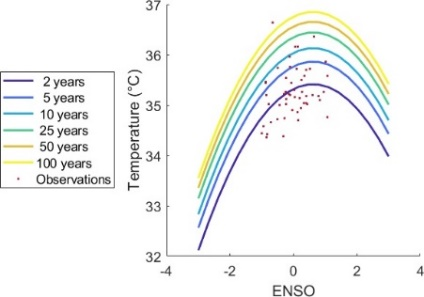 2 years
5 years
10 years
25 years
50 years
100 years
Observations
Temperature (°C)
37
36
35
34
33
32
-4
-2
0
2
4
ENSO